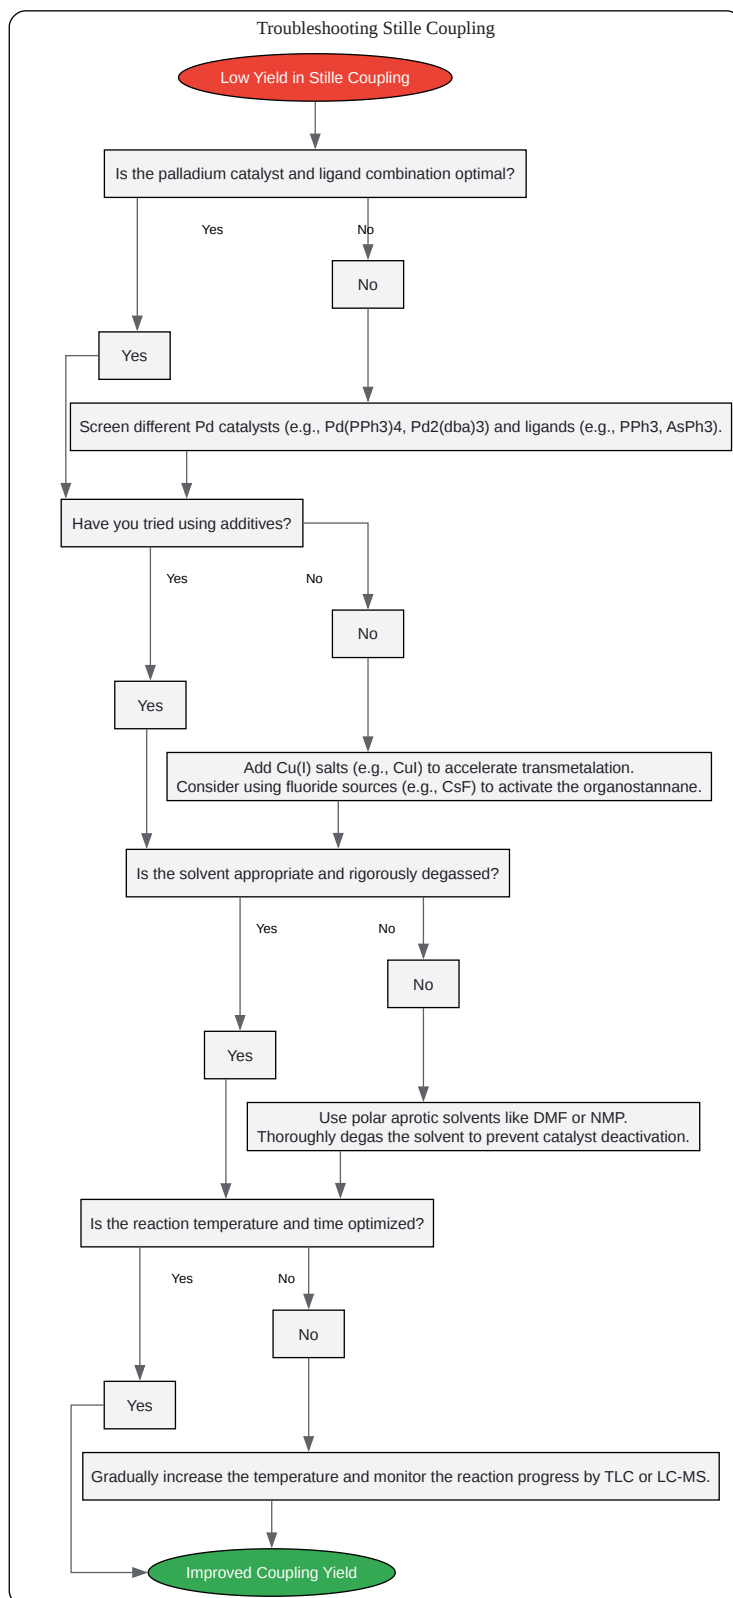 Troubleshooting Stille Coupling
Low Yield in Stille Coupling
Is the palladium catalyst and ligand combination optimal?
Yes
No
No
Yes
Screen different Pd catalysts (e.g., Pd(PPh3)4, Pd2(dba)3) and ligands (e.g., PPh3, AsPh3).
Have you tried using additives?
Yes
No
No
Yes
Add Cu(I) salts (e.g., CuI) to accelerate transmetalation.
Consider using fluoride sources (e.g., CsF) to activate the organostannane.
Is the solvent appropriate and rigorously degassed?
Yes
No
No
Yes
Use polar aprotic solvents like DMF or NMP.
Thoroughly degas the solvent to prevent catalyst deactivation.
Is the reaction temperature and time optimized?
Yes
No
No
Yes
Gradually increase the temperature and monitor the reaction progress by TLC or LC-MS.
Improved Coupling Yield